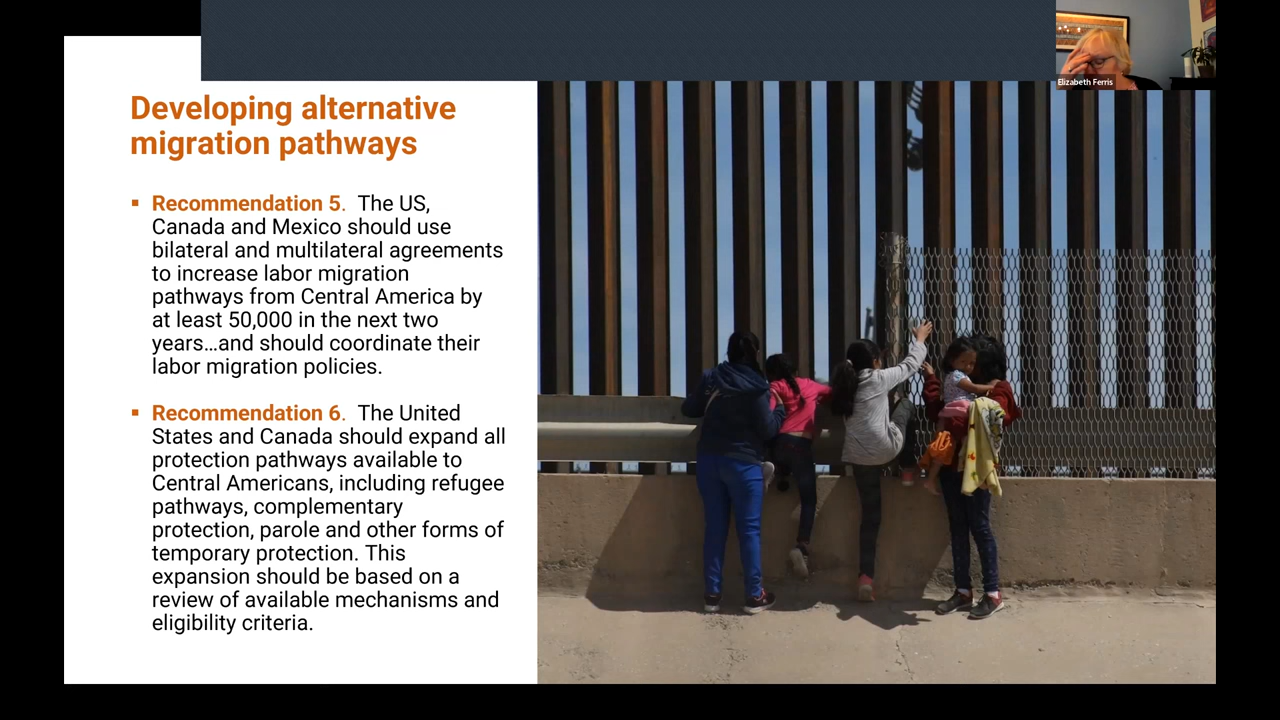 Elizabeth Ferris
Developing alternative
migration pathways
▪ Recommendation 5.  The US,
Canada and Mexico should use
bilateral and multilateral agreements
to increase labor migration
pathways from Central America by
at least 50,000 in the next two
years…and should coordinate their
labor migration policies.
▪ Recommendation 6.  The United
States and Canada should expand all
protection pathways available to
Central Americans, including refugee
pathways, complementary
protection, parole and other forms of
temporary protection. This
expansion should be based on a
review of available mechanisms and
eligibility criteria.